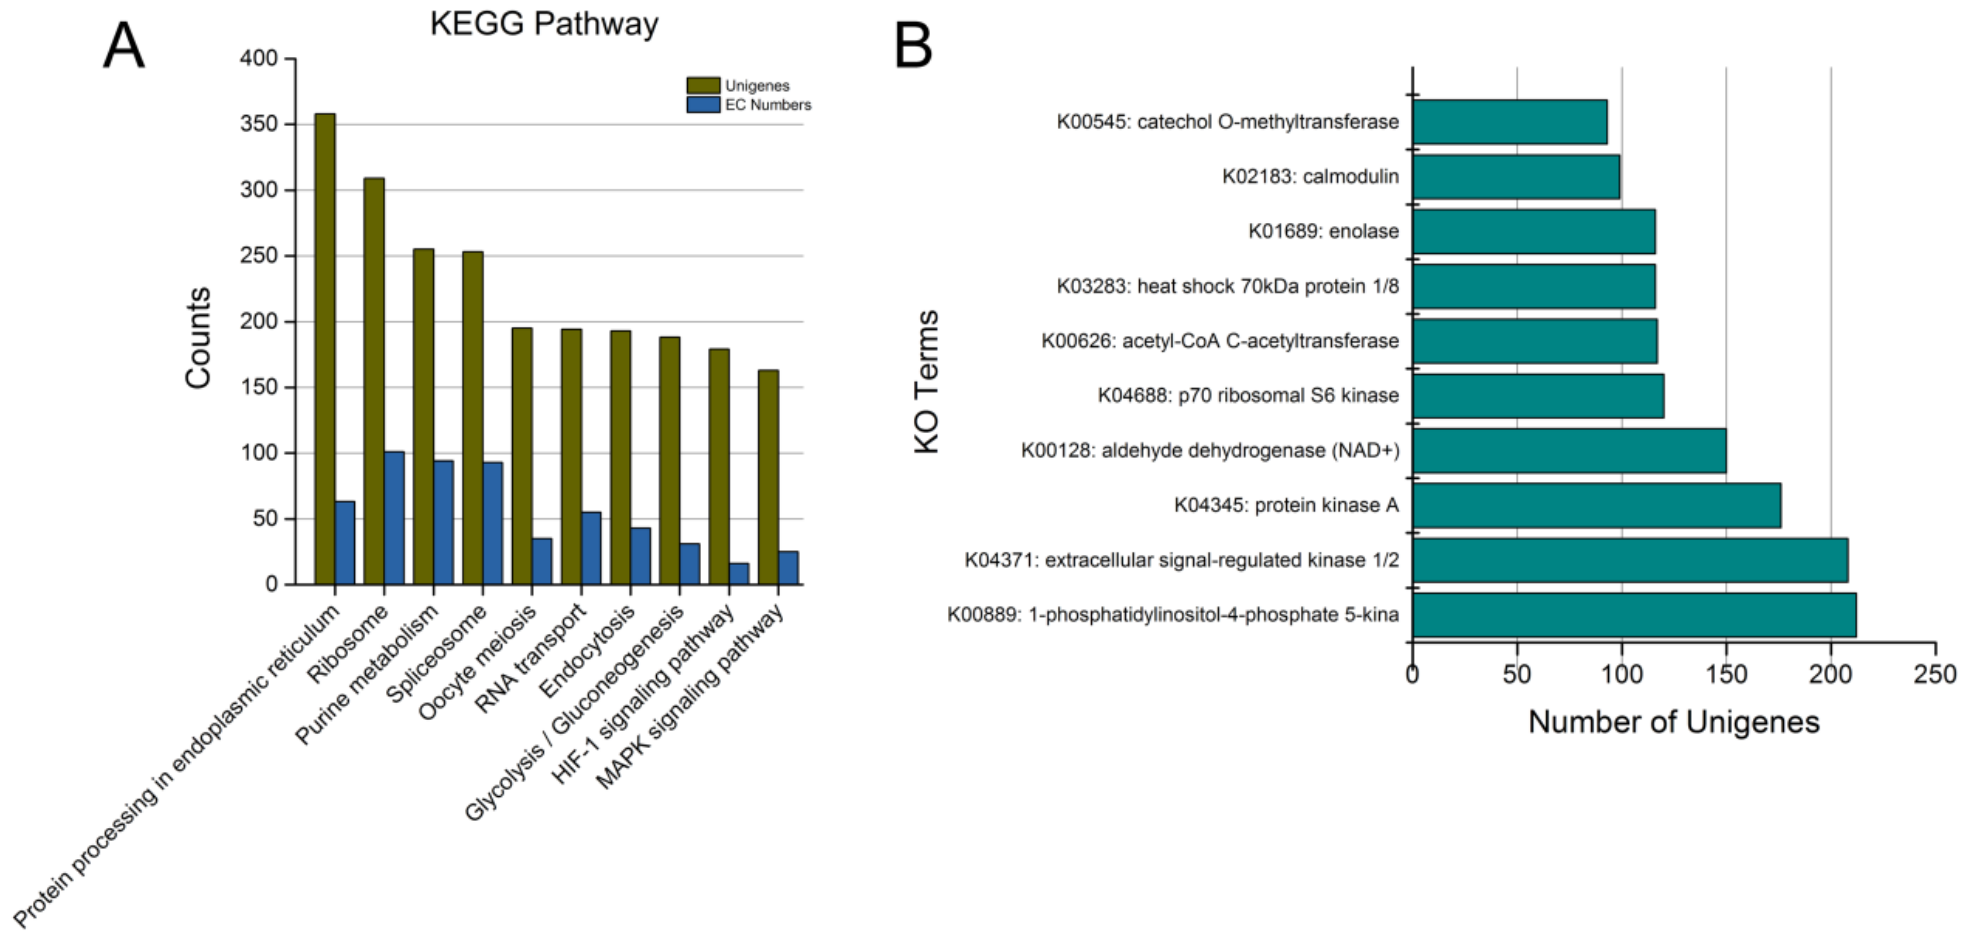 A
KEGG Pathway
400
350
300
250
200
150
100
50
0
Counts
Unigenes
EC Numbers
Protein processing in endoplasmic reticulum
Ribosome
Purine metabolism
Spliceosome
Oocyte meiosis
RNA transport
Endocytosis
Glycolysis / Gluconeogenesis
HIF-1 signaling pathway
MAPK signaling pathway
B
KO Terms
K00545: catechol O-methyltransferase
K02183: calmodulin
K01689: enolase
K03283: heat shock 70kDa protein 1/8
K00626: acetyl-CoA C-acetyltransferase
K04688: p70 ribosomal S6 kinase
K00128: aldehyde dehydrogenase (NAD+)
K04345: protein kinase A
K04371: extracellular signal-regulated kinase 1/2
K00889: 1-phosphatidylinositol-4-phosphate 5-kina
0 50 100 150 200 250
Number of Unigenes